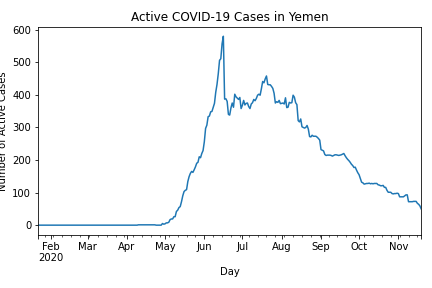 Active COVID-19 Cases in Yemen
Number of Active Cases
600
500
400
300
200
100
0
Feb Mar Apr May Jun Jul Aug Sep Oct Nov
2020
Day